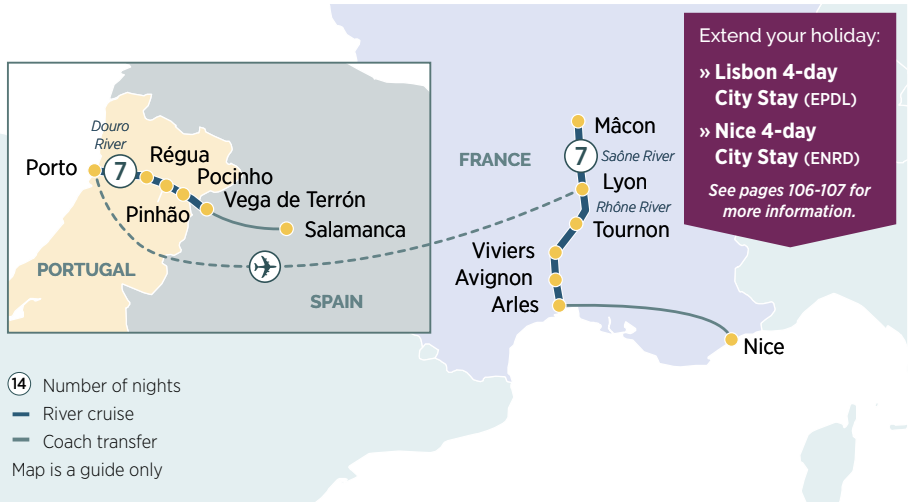 Extend your holiday:
» Lisbon 4-day
City Stay (EPDL)
» Nice 4-day
City Stay (ENRD)
See pages 106-107 for
more information.
Douro
River
Porto
7
Régua
Pocinho
Pinhão
Vega de Terrón
Salamanca
PORTUGAL
SPAIN
FRANCE
Mâcon
7
Saône River
Lyon
Rhône River
Tournon
Viviers
Avignon
Arles
Nice
14 Number of nights
River cruise
Coach transfer
Map is a guide only